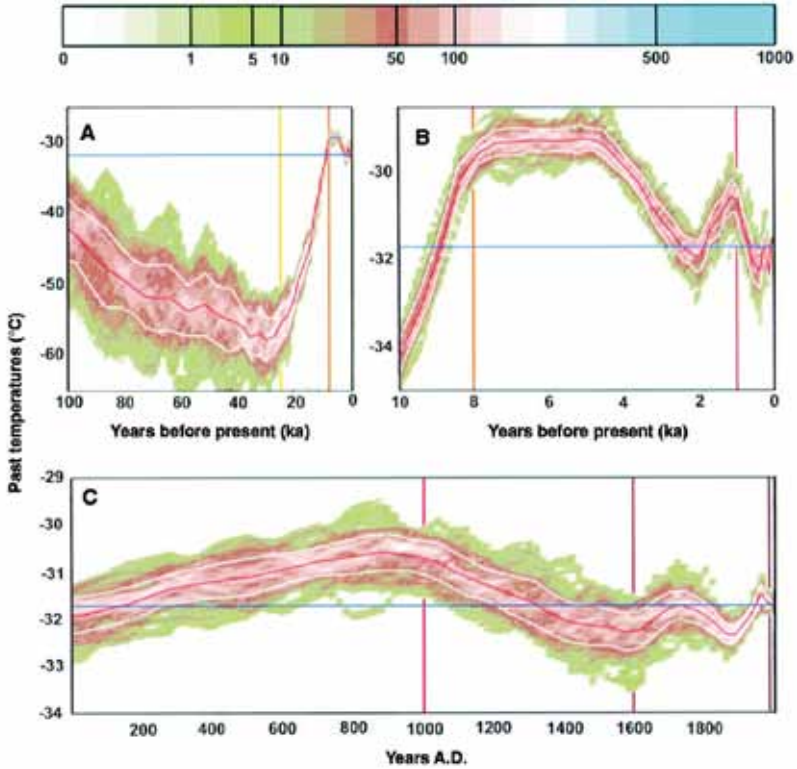 0 1 5 10 50 100 500 1000
A
-30
-40
-50
-60
100 80 60 40 20 0
Years before present (ka)
B
-30
-32
-34
10 8 6 4 2 0
Years before present (ka)
Past temperatures (°C)
C
-29
-30
-31
-32
-33
-34
200 400 600 800 1000 1200 1400 1600 1800
Years A.D.